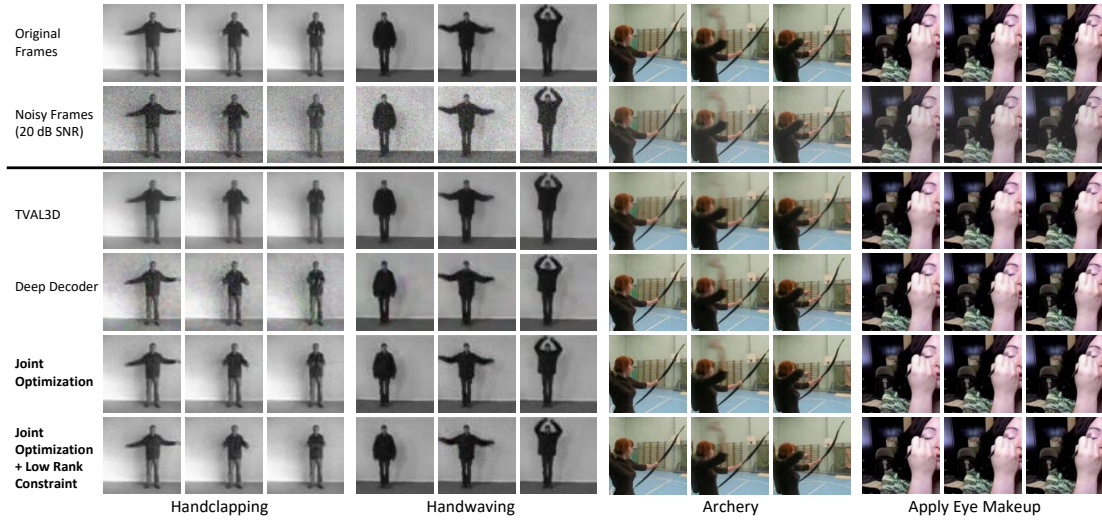 Original
Frames
Noisy Frames
(20 dB SNR)
TVAL3D
Deep Decoder
Joint
Optimization
Joint
Optimization
+ Low Rank
Constraint
Handclapping
Handwaving
Archery
Apply Eye Makeup